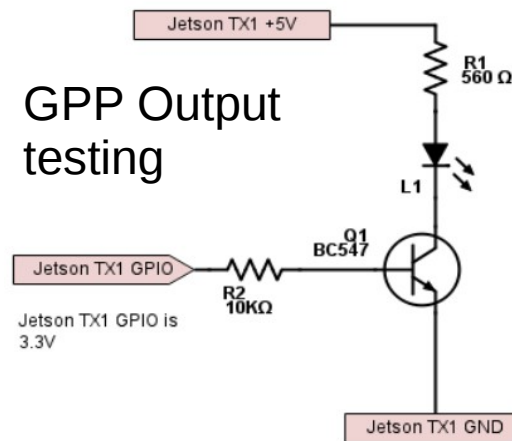 Jetson TX1 +5V
R1
560 Ω
GPP Output
testing
L1
Q1
BC547
Jetson TX1 GPIO
R2
10KΩ
Jetson TX1 GPIO is
3.3V
Jetson TX1 GND